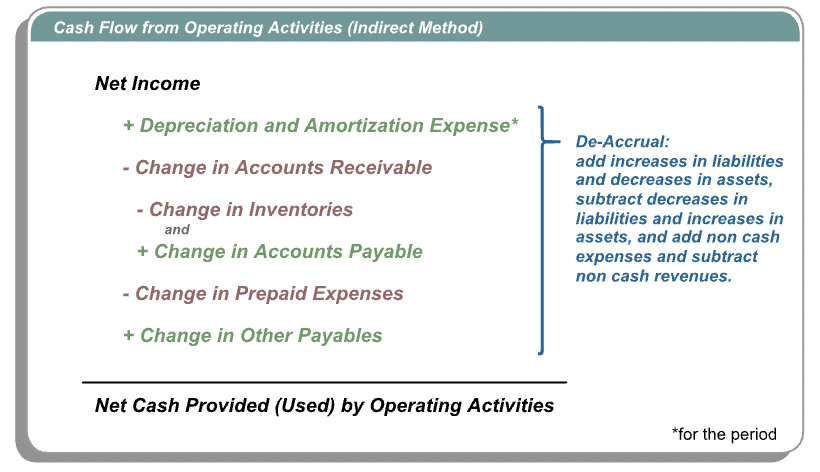 Cash Flow from Operating Activities (Indirect Method)
Net Income
+ Depreciation and Amortization Expense*
- Change in Accounts Receivable
- Change in Inventories
and
+ Change in Accounts Payable
- Change in Prepaid Expenses
+ Change in Other Payables
De-Accrual:
add increases in liabilities
and decreases in assets,
subtract decreases in
liabilities and increases in
assets, and add non cash
expenses and subtract
non cash revenues.
Net Cash Provided (Used) by Operating Activities
*for the period